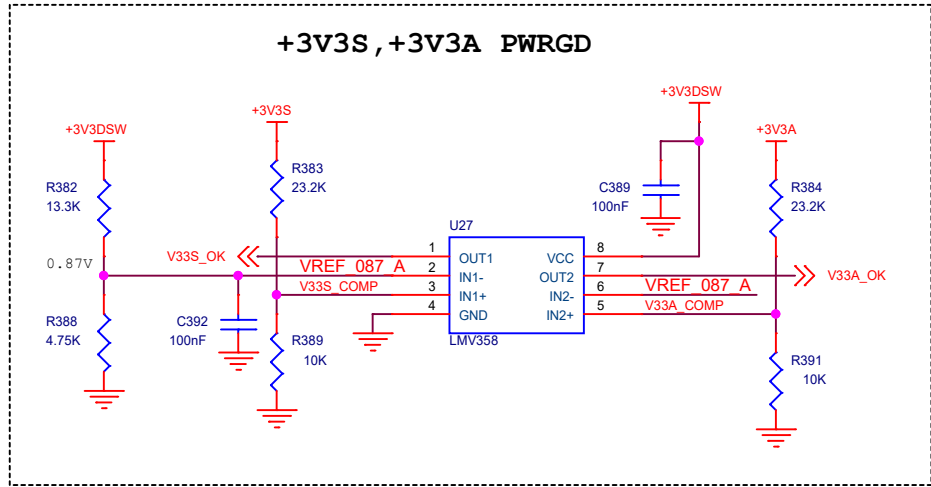 +3V3S,+3V3A PWRGD
+3V3DSW
+3V3S
+3V3DSW
+3V3A
R382
13.3K
R383
23.2K
C389
100nF
R384
23.2K
U27
0.87V
V33S_OK
1
OUT1
VCC
8
VREF_087_A
2
IN1-
OUT2
7
V33A_OK
V33S_COMP
3
IN1+
IN2-
6
VREF_087_A
4
GND
IN2+
5
V33A_COMP
LMV358
R388
4.75K
C392
100nF
R389
10K
R391
10K